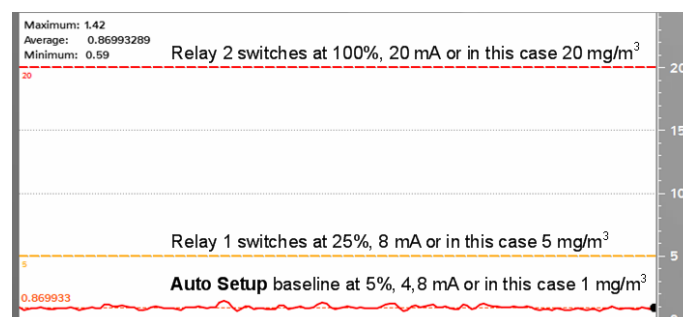 Maximum: 1.42
Average: 0.86993289
Minimum: 0.59
Relay 2 switches at 100%, 20 mA or in this case 20 mg/m³
20
20
15
10
Relay 1 switches at 25%, 8 mA or in this case 5 mg/m³
5
5
Auto Setup baseline at 5%, 4,8 mA or in this case 1 mg/m³
0.869933